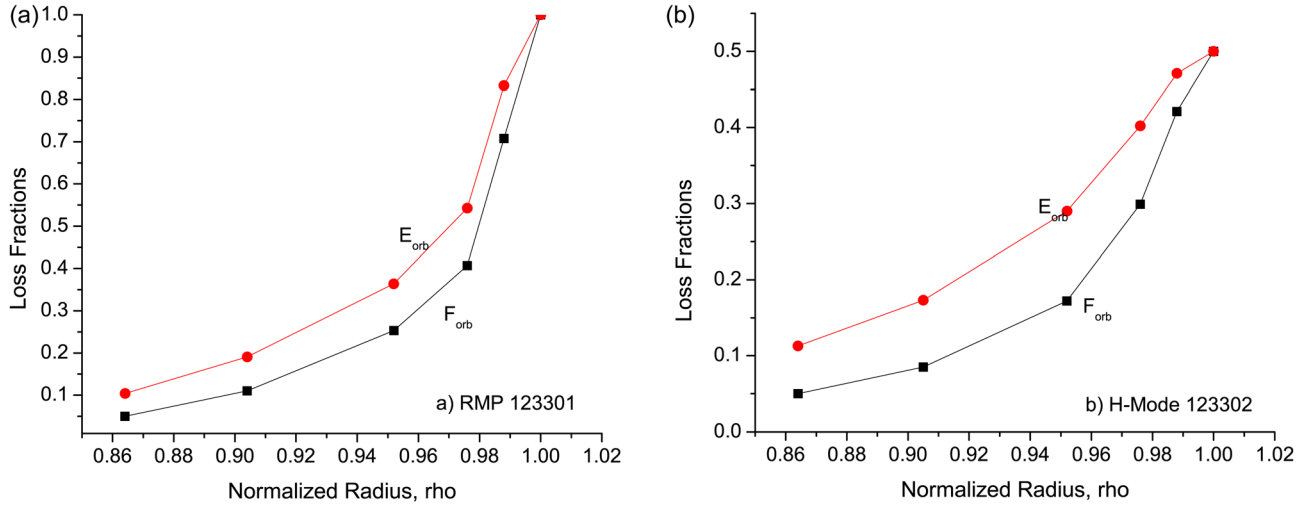 (a)
1.0
0.9
0.8
0.7
0.6
0.5
0.4
0.3
0.2
0.1
Loss Fractions
E orb
F orb
a) RMP 123301
0.86 0.88 0.90 0.92 0.94 0.96 0.98 1.00 1.02
Normalized Radius, rho
(b)
0.5
0.4
0.3
0.2
0.1
0.0
Loss Fractions
E orb
F orb
b) H-Mode 123302
0.86 0.88 0.90 0.92 0.94 0.96 0.98 1.00 1.02
Normalized Radius, rho